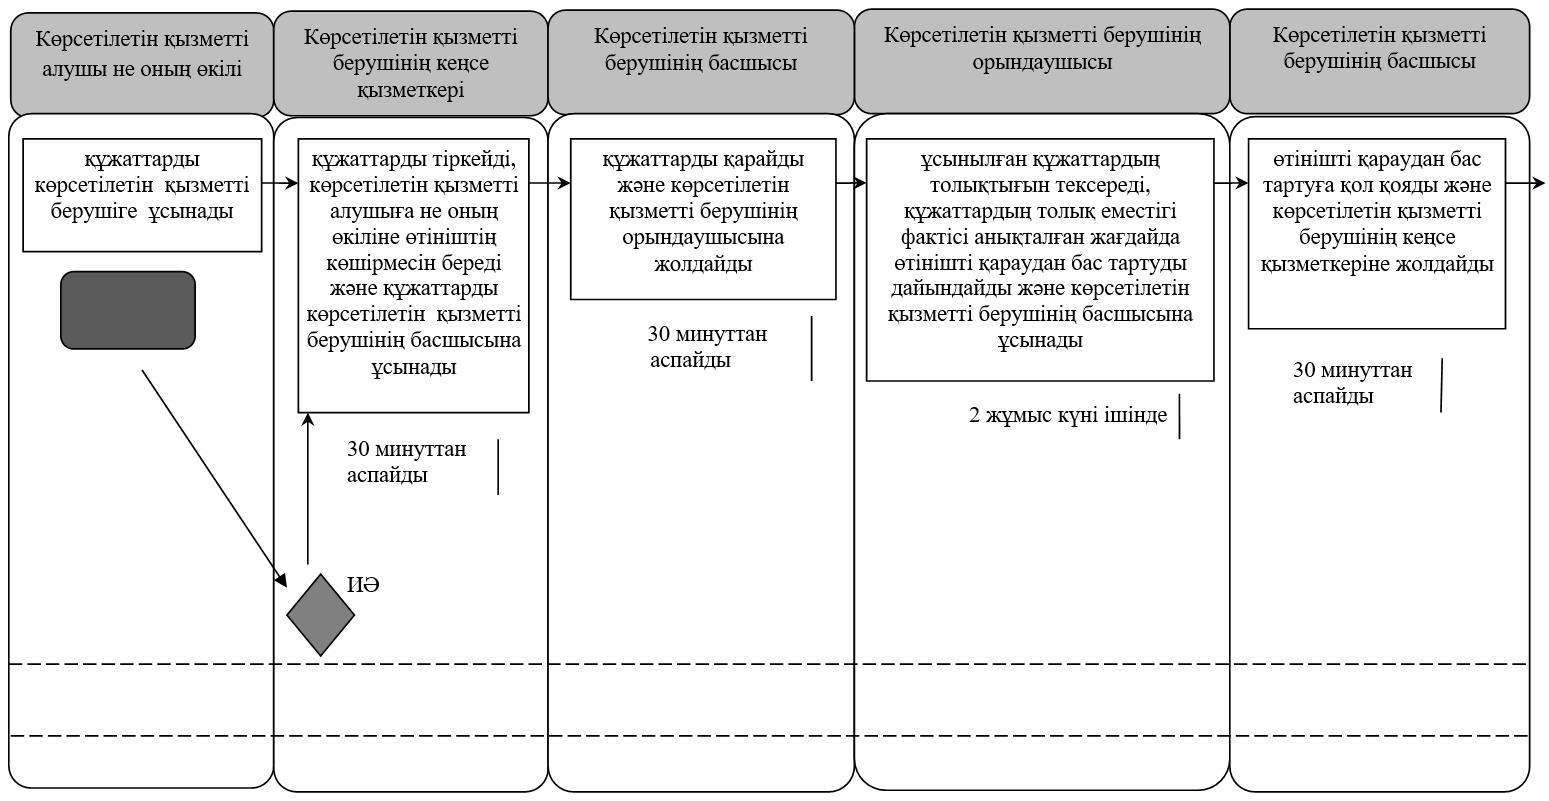 Көрсетілетін қызметті
алушы не оның өкілі
Көрсетілетін қызметті
берушінің кеңсе
қызметкері
Көрсетілетін қызметті
берушінің басшысы
Көрсетілетін қызметті берушінің
орындаушысы
Көрсетілетін қызметті
берушінің басшысы
құжаттарды
көрсетілетін қызметті
берушіге ұсынады
құжаттарды тіркейді,
көрсетілетін қызметті
алушыға не оның
өкіліне өтініштің
көшірмесін береді
және құжаттарды
көрсетілетін қызметті
берушінің басшысына
ұсынады
30 минуттан
аспайды
ИӘ
құжаттарды қарайды
және көрсетілетін
қызметті берушінің
орындаушысына
жолдайды
30 минуттан
аспайды
ұсынылған құжаттардың
толықтығын тексереді,
құжаттардың толық еместігі
фактісі анықталған жағдайда
өтінішті қараудан бас тартуды
дайындайды және көрсетілетін
қызметті берушінің басшысына
ұсынады
2 жұмыс күні ішінде
өтінішті қараудан бас
тартуға қол қояды және
көрсетілетін қызметті
берушінің кеңсе
қызметкеріне жолдайды
30 минуттан
аспайды